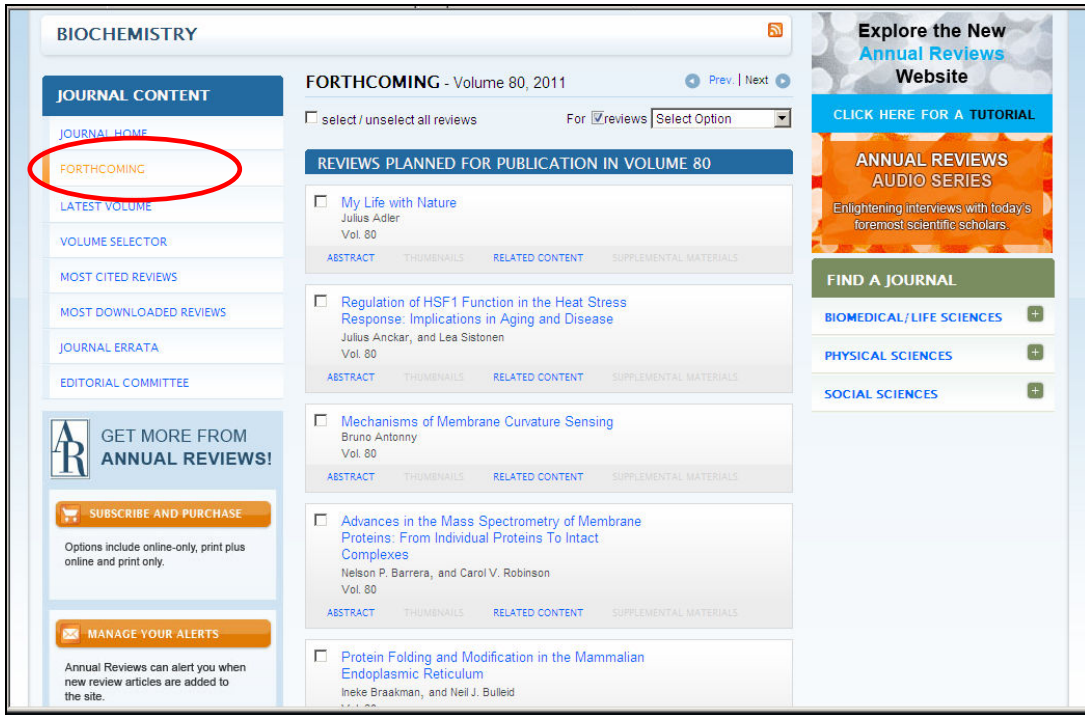 BIOCHEMISTRY
JOURNAL CONTENT
JOURNAL HOME
FORTHCOMING
LATEST VOLUME
VOLUME SELECTOR
MOST CITED REVIEWS
MOST DOWNLOADED REVIEWS
JOURNAL ERRATA
EDITORIAL COMMITTEE
AR
GET MORE FROM
ANNUAL REVIEWS!
SUBSCRIBE AND PURCHASE
Options include online-only, print plus
online and print only.
MANAGE YOUR ALERTS
Annual Reviews can alert you when
new review articles are added to
the site.
FORTHCOMING - Volume 80, 2011
Prev. | Next
select / unselect all reviews For reviews Select Option
REVIEWS PLANNED FOR PUBLICATION IN VOLUME 80
My Life with Nature
Julius Adler
Vol. 80
ABSTRACT THUMBNAILS RELATED CONTENT SUPPLEMENTAL MATERIALS
Regulation of HSF1 Function in the Heat Stress
Response: Implications in Aging and Disease
Julius Anckar, and Lea Sistonen
Vol. 80
ABSTRACT THUMBNAILS RELATED CONTENT SUPPLEMENTAL MATERIALS
Mechanisms of Membrane Curvature Sensing
Bruno Antonny
Vol. 80
ABSTRACT THUMBNAILS RELATED CONTENT SUPPLEMENTAL MATERIALS
Advances in the Mass Spectrometry of Membrane
Proteins: From Individual Proteins To Intact
Complexes
Nelson P. Barrera, and Carol V. Robinson
Vol. 80
ABSTRACT THUMBNAILS RELATED CONTENT SUPPLEMENTAL MATERIALS
Protein Folding and Modification in the Mammalian
Endoplasmic Reticulum
Ineke Braakman, and Neil J. Bulleid
Vol. 80
Explore the New
Annual Reviews
Website
CLICK HERE FOR A TUTORIAL
ANNUAL REVIEWS
AUDIO SERIES
Enlightening interviews with today's
foremost scientific scholars.
FIND A JOURNAL
BIOMEDICAL/LIFE SCIENCES
PHYSICAL SCIENCES
SOCIAL SCIENCES